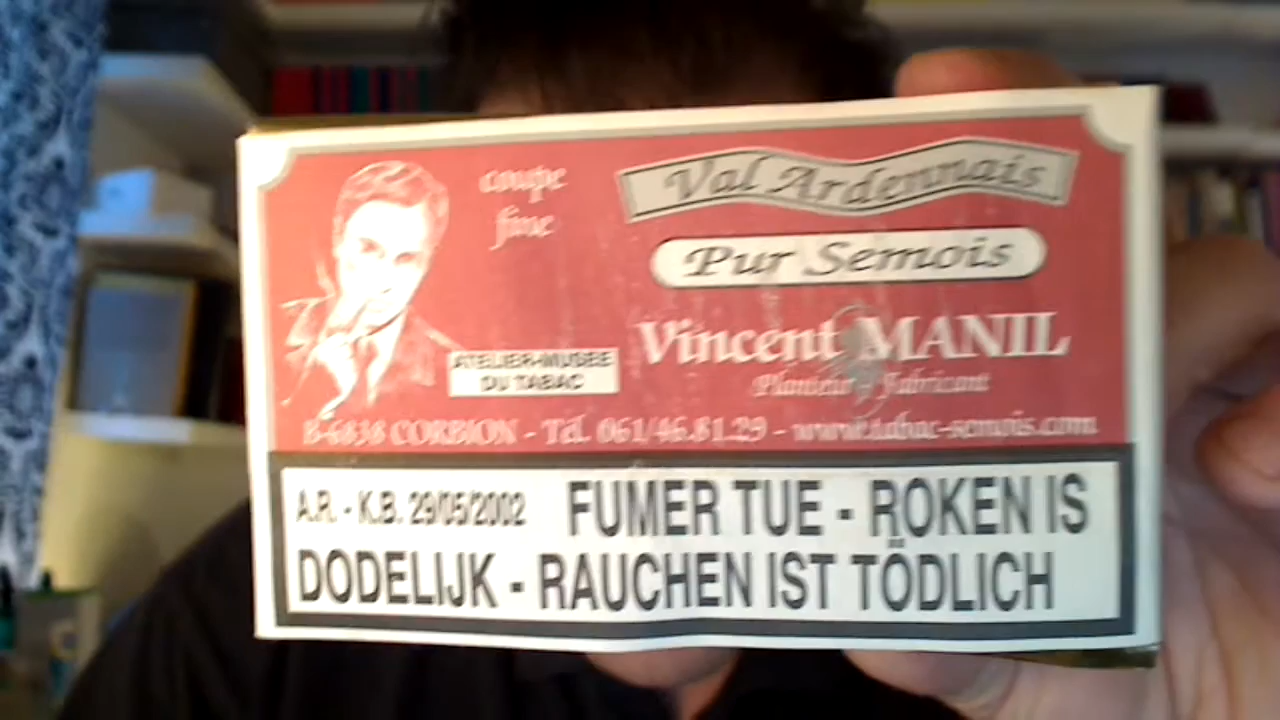 coupe
fine
Val Ardennais
Pur Semois
Vincent MANIL
Planteur Fabricant
ATELIER-MUSEE
DU TABAC
B-6838 CORBION - Tél. 061/46.81.29 - www.tabac-semois.com
A.R. - K.B. 29/05/2002 FUMER TUE - ROKEN IS
DODELIJK - RAUCHEN IST TÖDLICH